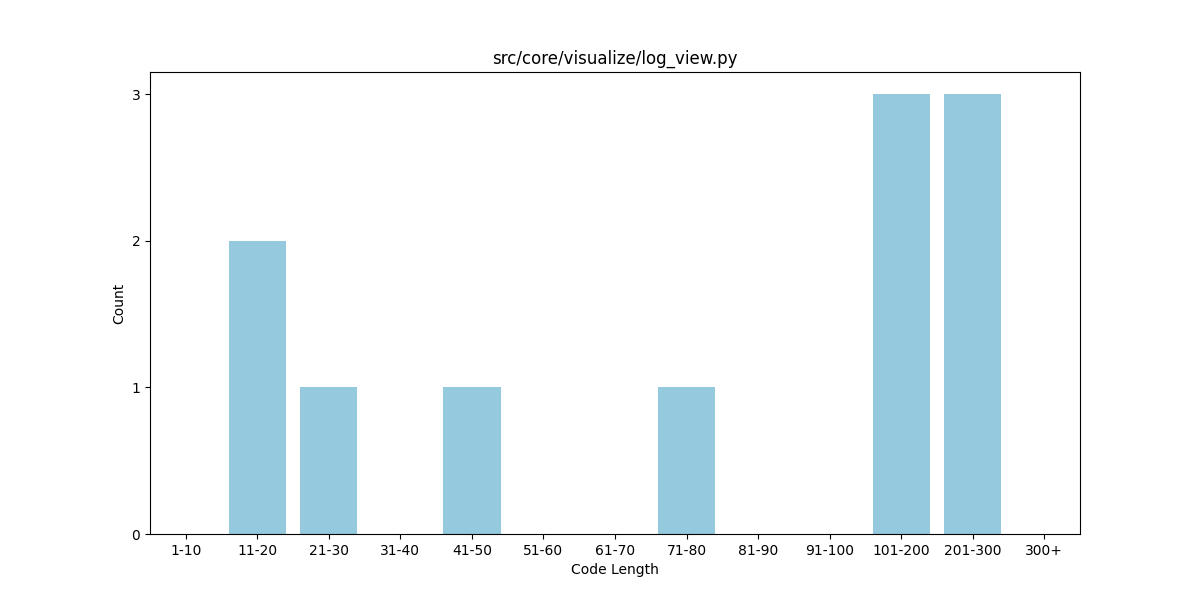 src/core/visualize/log_view.py
3
2
1
0
Count
1-10 11-20 21-30 31-40 41-50 51-60 61-70 71-80 81-90 91-100 101-200 201-300 300+
Code Length